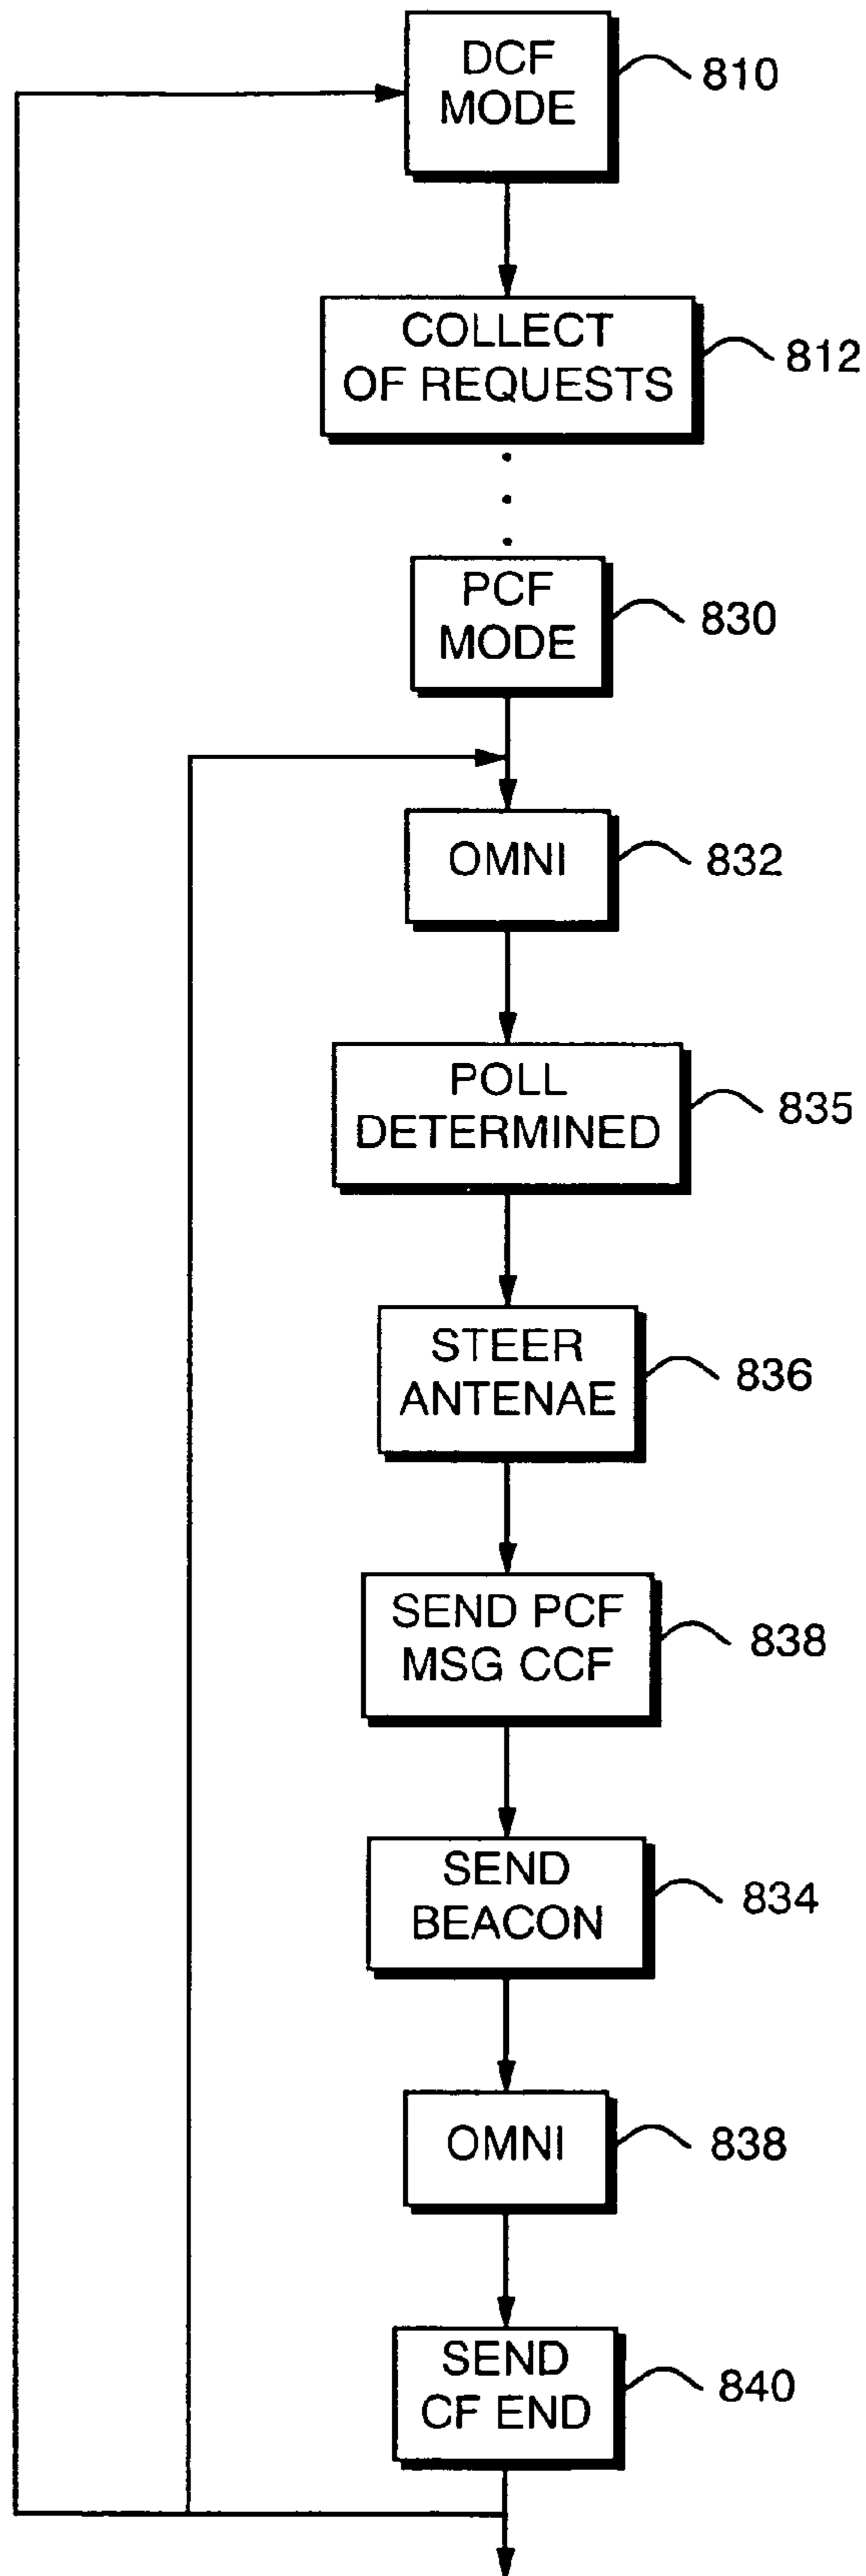 DCF
MODE
810
COLLECT
OF REQUESTS
812
PCF
MODE
830
OMNI
832
POLL
DETERMINED
835
STEER
ANTENAE
836
SEND PCF
MSG CCF
838
SEND
BEACON
834
OMNI
838
SEND
CF END
840